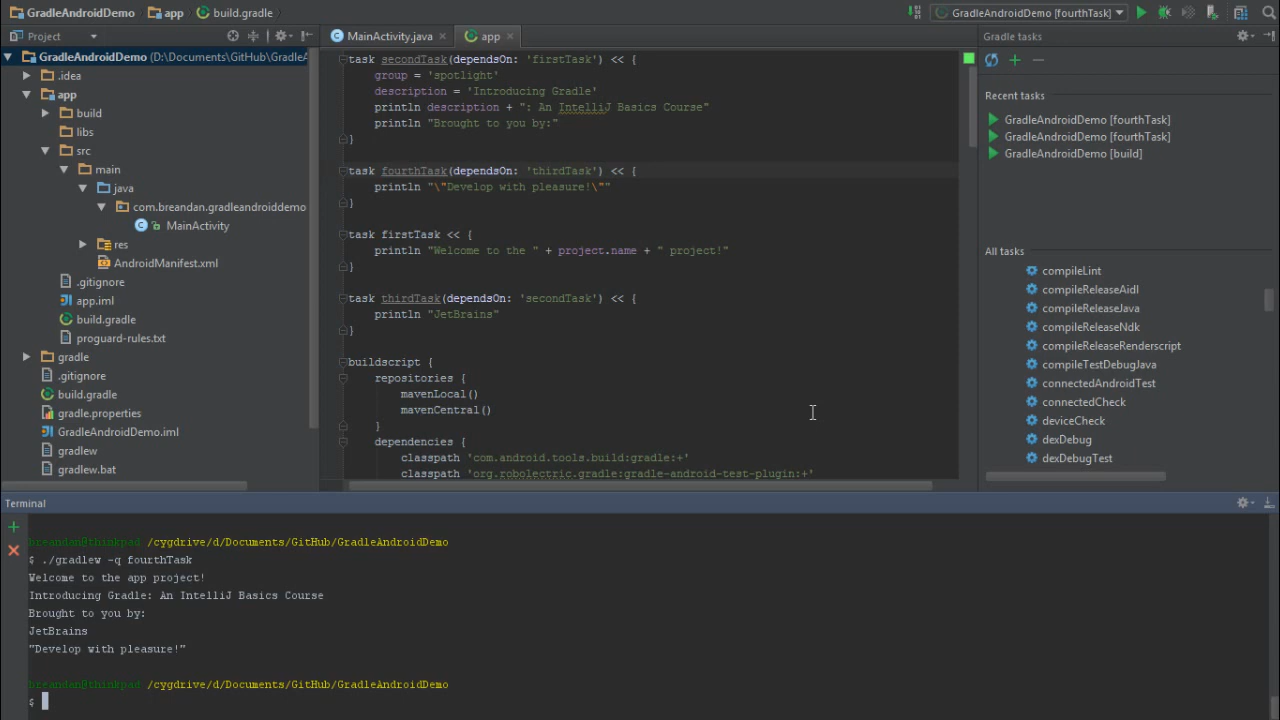 GradleAndroidDemo
app
build.gradle
GradleAndroidDemo [fourthTask]
Project
MainActivity.java
app
Gradle tasks
GradleAndroidDemo (D:\Documents\GitHub\GradleA
.idea
app
build
libs
src
main
java
com.breandan.gradleandroiddemo
MainActivity
res
AndroidManifest.xml
.gitignore
app.iml
build.gradle
proguard-rules.txt
gradle
.gitignore
build.gradle
gradle.properties
GradleAndroidDemo.iml
gradlew
gradlew.bat
task secondTask(dependsOn: 'firstTask') << {
group = 'spotlight'
description = 'Introducing Gradle'
println description + ": An IntelliJ Basics Course"
println "Brought to you by:"
}
task fourthTask(dependsOn: 'thirdTask') << {
println "\"Develop with pleasure!\""
}
task firstTask << {
println "Welcome to the " + project.name + " project!"
}
task thirdTask(dependsOn: 'secondTask') << {
println "JetBrains"
}
buildscript {
repositories {
mavenLocal()
mavenCentral()
}
dependencies {
classpath 'com.android.tools.build:gradle:+'
classpath 'org.robolectric.gradle:gradle-android-test-plugin:+'
Recent tasks
GradleAndroidDemo [fourthTask]
GradleAndroidDemo [fourthTask]
GradleAndroidDemo [build]
All tasks
compileLint
compileReleaseAidl
compileReleaseJava
compileReleaseNdk
compileReleaseRenderscript
compileTestDebugJava
connectedAndroidTest
connectedCheck
deviceCheck
dexDebug
dexDebugTest
Terminal
breandan@thinkpad /cygdrive/d/Documents/GitHub/GradleAndroidDemo
$ ./gradlew -q fourthTask
Welcome to the app project!
Introducing Gradle: An IntelliJ Basics Course
Brought to you by:
JetBrains
"Develop with pleasure!"
breandan@thinkpad /cygdrive/d/Documents/GitHub/GradleAndroidDemo
$